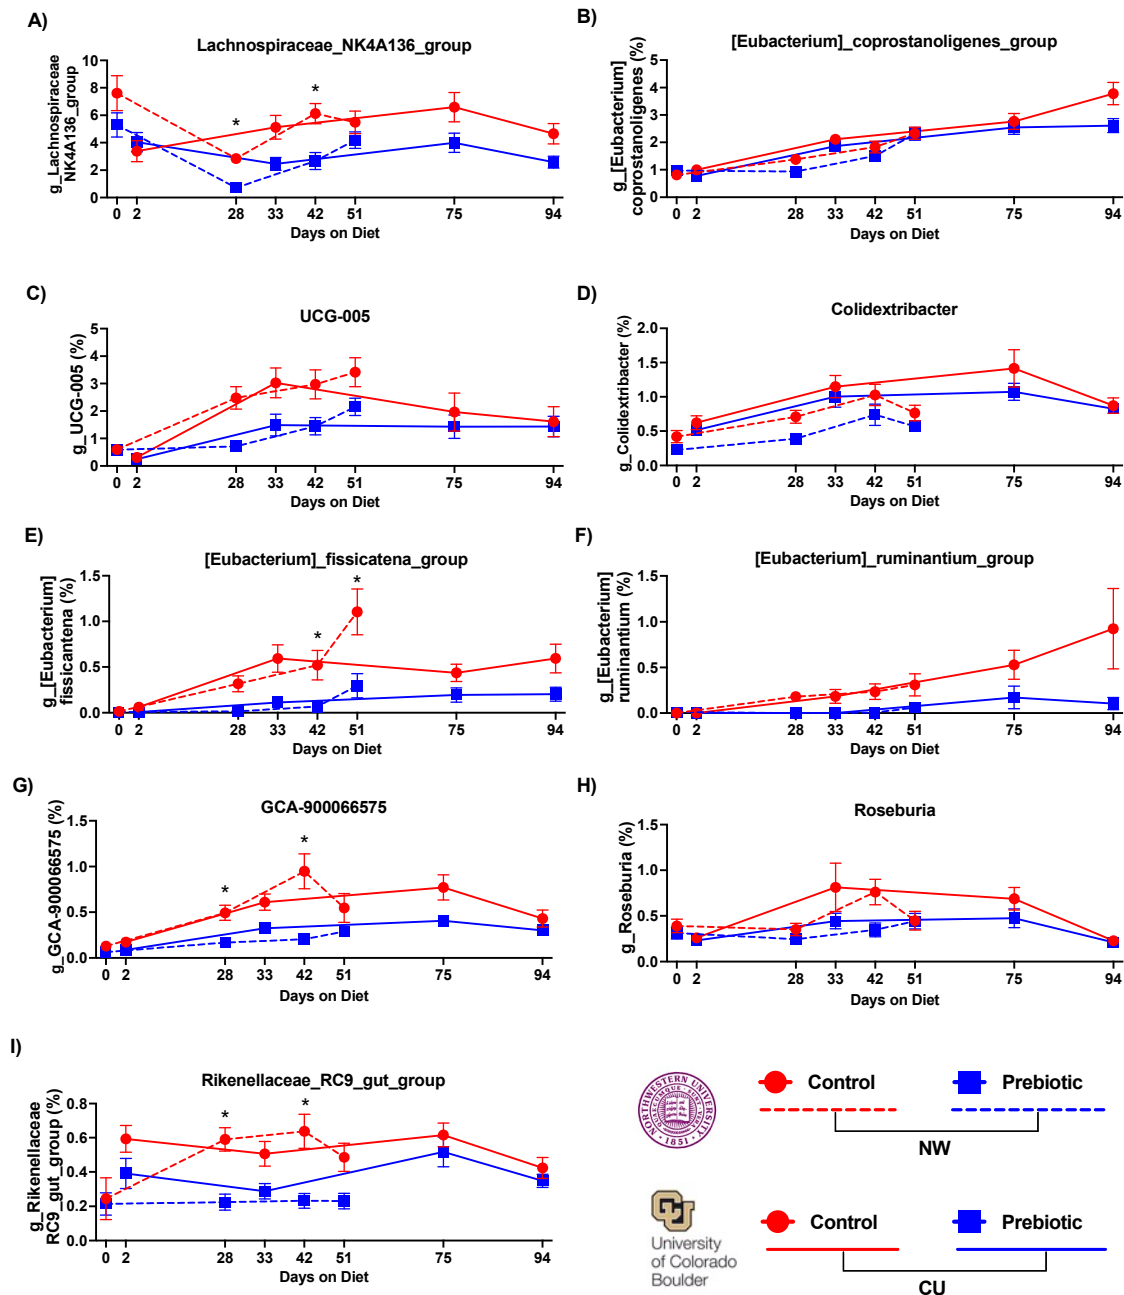 A)
Lachnospiraceae_NK4A136_group
g_Lachnospiraceae
NK4A136_group
10
8
6
4
2
0
*
*
0 2 28 33 42 51 75 94
Days on Diet
B)
[Eubacterium]_coprostanoligenes_group
g_[Eubacterium]
coprostanoligenes (%)
5
4
3
2
1
0
0 2 28 33 42 51 75 94
Days on Diet
C)
UCG-005
g_UCG-005 (%)
5
4
3
2
1
0
0 2 28 33 42 51 75 94
Days on Diet
D)
Colidextribacter
g_Colidextribacter (%)
2.0
1.5
1.0
0.5
0.0
0 2 28 33 42 51 75 94
Days on Diet
E)
[Eubacterium]_fissicatena_group
g_[Eubacterium]
fissicantena (%)
1.5
1.0
0.5
0.0
*
*
0 2 28 33 42 51 75 94
Days on Diet
F)
[Eubacterium]_ruminantium_group
g_[Eubacterium]
ruminantium (%)
1.5
1.0
0.5
0.0
0 2 28 33 42 51 75 94
Days on Diet
G)
GCA-900066575
g_GCA-900066575 (%)
1.5
1.0
0.5
0.0
*
*
0 2 28 33 42 51 75 94
Days on Diet
H)
Roseburia
g_Roseburia (%)
1.5
1.0
0.5
0.0
0 2 28 33 42 51 75 94
Days on Diet
I)
Rikenellaceae_RC9_gut_group
g_Rikenellaceae
RC9_gut_group (%)
0.8
0.6
0.4
0.2
0.0
*
*
0 2 28 33 42 51 75 94
Days on Diet
NORTHWESTERN UNIVERSITY
1851
Control
Prebiotic
NW
CU
University
of Colorado
Boulder
Control
Prebiotic
CU